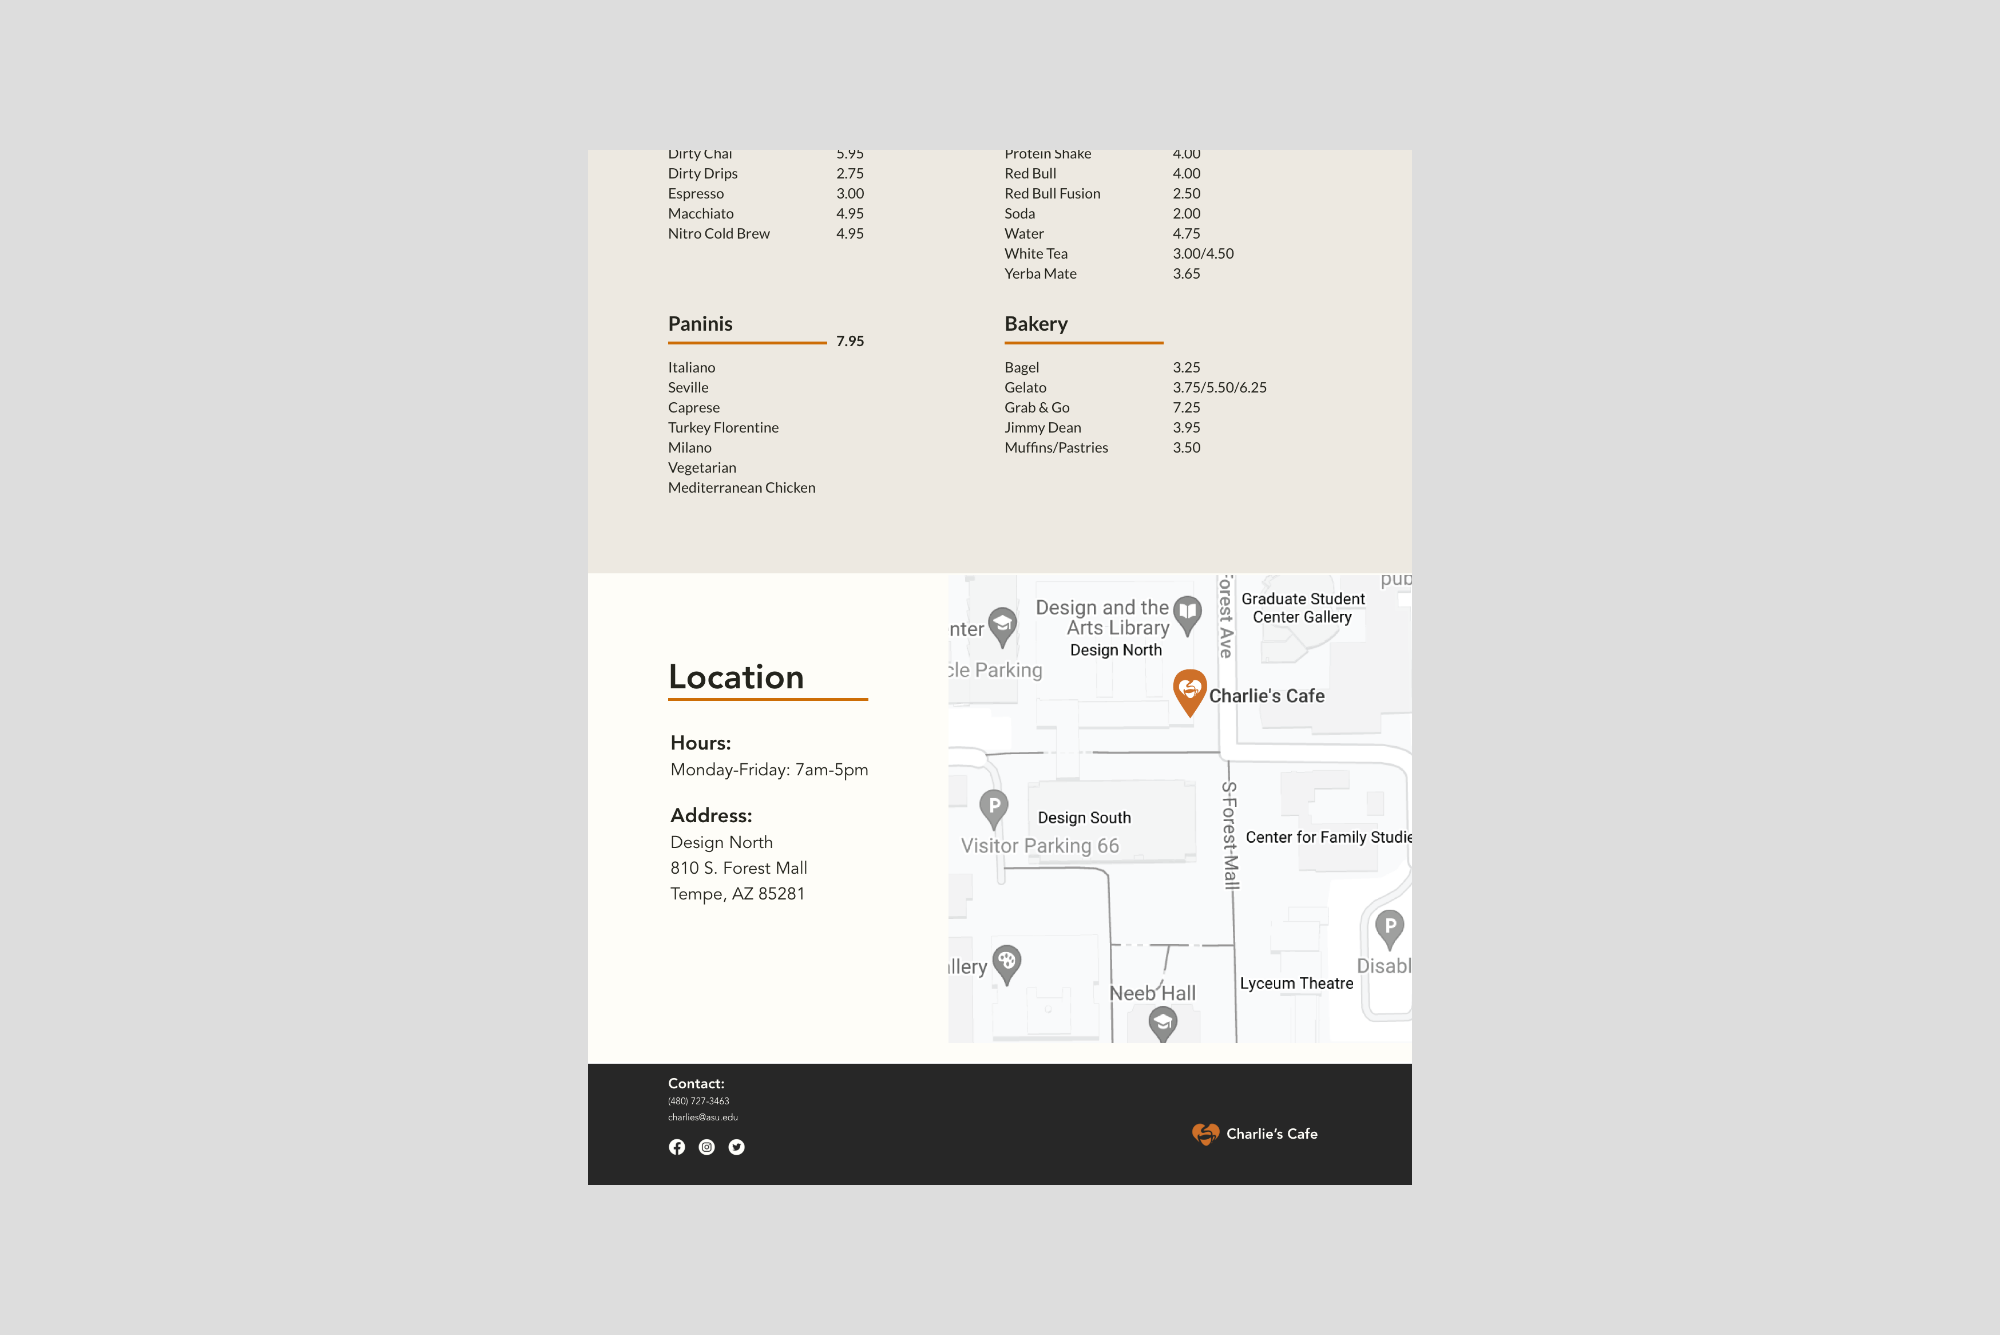 Dirty Chai 5.95
Dirty Drips 2.75
Espresso 3.00
Macchiato 4.95
Nitro Cold Brew 4.95
Protein Shake 4.00
Red Bull 4.00
Red Bull Fusion 2.50
Soda 2.00
Water 4.75
White Tea 3.00/4.50
Yerba Mate 3.65
Paninis 7.95
Italiano
Seville
Caprese
Turkey Florentine
Milano
Vegetarian
Mediterranean Chicken
Bakery
Bagel 3.25
Gelato 3.75/5.50/6.25
Grab & Go 7.25
Jimmy Dean 3.95
Muffins/Pastries 3.50
Location
Hours:
Monday-Friday: 7am-5pm
Address:
Design North
810 S. Forest Mall
Tempe, AZ 85281
nter
Design and the
Arts Library
Design North
cle Parking
orest Ave
pub
Graduate Student
Center Gallery
Charlie's Cafe
P
Design South
Visitor Parking 66
S Forest Mall
Center for Family Studie
P
Disabl
llery
Neeb Hall
Lyceum Theatre
Contact:
(480) 727-3463
charlies@asu.edu
Charlie's Cafe